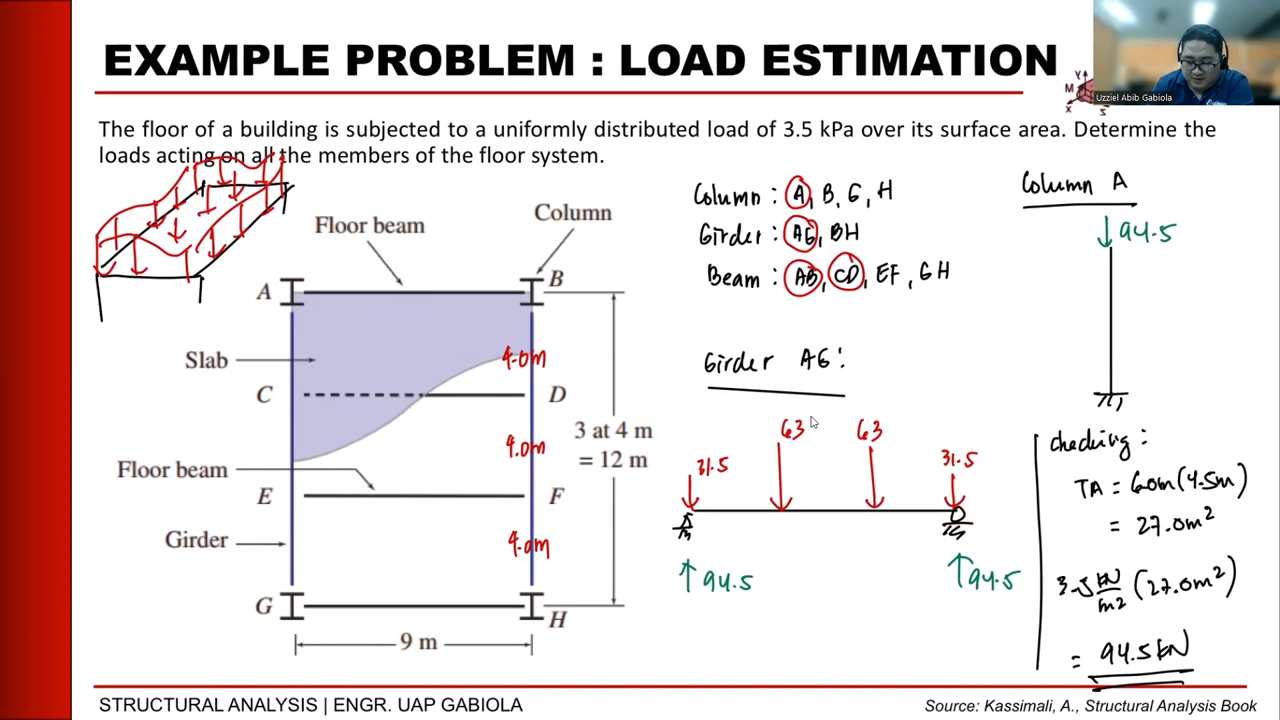 EXAMPLE PROBLEM : LOAD ESTIMATION
Uzziel Abib Gabiola
Y
M
X
The floor of a building is subjected to a uniformly distributed load of 3.5 kPa over its surface area. Determine the
loads acting on all the members of the floor system.
Column : A, B, G, H
Girder : AG, BH
Beam : AB, CD, EF, GH
Column A
94.5
Floor beam
Column
A
B
Slab
4.0m
C
D
3 at 4 m
= 12 m
4.0m
Floor beam
E
F
Girder
4.0m
G
H
9 m
Girder AG:
31.5
63
63
31.5
94.5
94.5
checking:
TA = 6.0m(4.5m)
= 27.0m²
3.5 kN/m² (27.0m²)
= 94.5kN
STRUCTURAL ANALYSIS | ENGR. UAP GABIOLA
Source: Kassimali, A., Structural Analysis Book